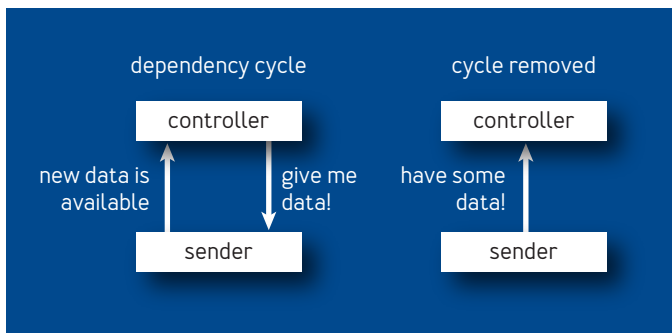 dependency cycle
controller
new data is
available
give me
data!
sender
cycle removed
controller
have some
data!
sender